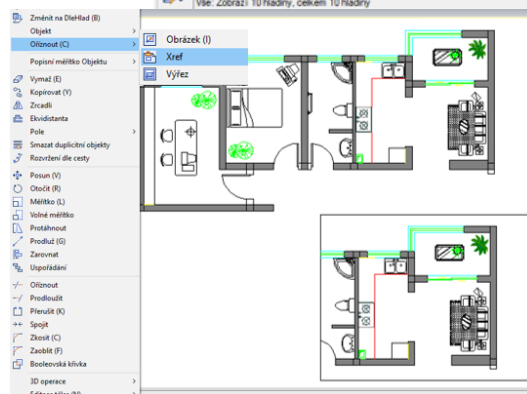 Vše: Zobrazí 10 hladiny, celkem 10 hladiny
Změnit na DleHlad (B)
Objekt
Oříznout (C)
Popisní měřítko Objektu
Vymaž (E)
Kopírovat (Y)
Zrcadli
Ekvidistanta
Pole
Smazat duplicitní objekty
Rozvržení dle cesty
Posun (V)
Otočit (R)
Měřítko (L)
Volné měřítko
Protáhnout
Prodluž (G)
Zarovnat
Uspořádání
Oříznout
Prodloužit
Přerušit (K)
Spojit
Zkosit (C)
Zaoblit (F)
Booleovská křivka
3D operace
Obrázek (I)
Xref
Výřez